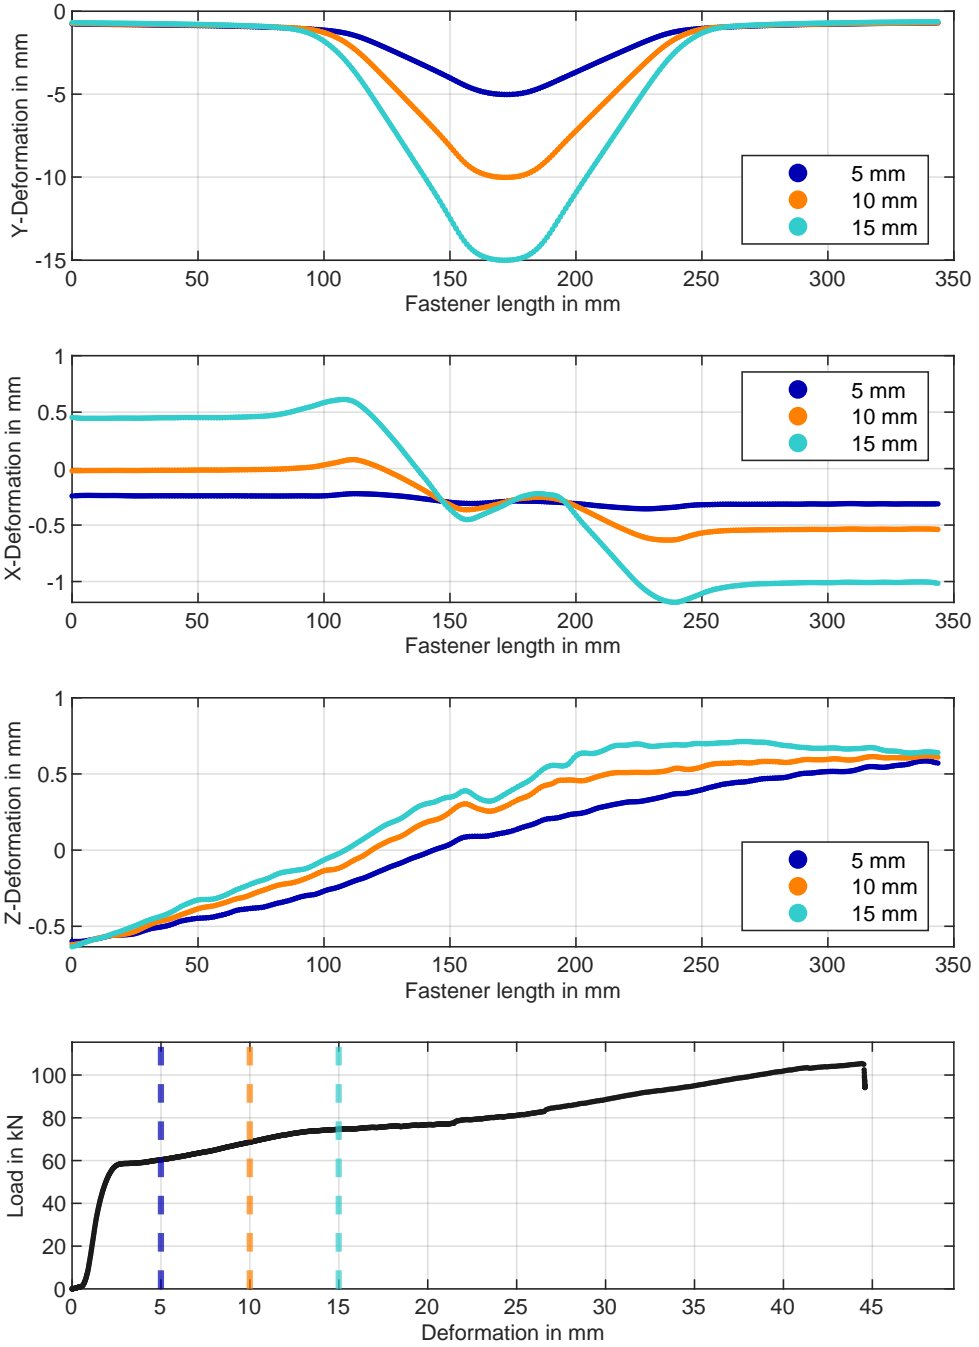 0
-5
-10
-15
Y-Deformation in mm
5 mm
10 mm
15 mm
0 50 100 150 200 250 300 350
Fastener length in mm
1
0.5
0
-0.5
-1
X-Deformation in mm
5 mm
10 mm
15 mm
0 50 100 150 200 250 300 350
Fastener length in mm
1
0.5
0
-0.5
Z-Deformation in mm
5 mm
10 mm
15 mm
0 50 100 150 200 250 300 350
Fastener length in mm
100
80
60
40
20
0
Load in kN
0 5 10 15 20 25 30 35 40 45
Deformation in mm